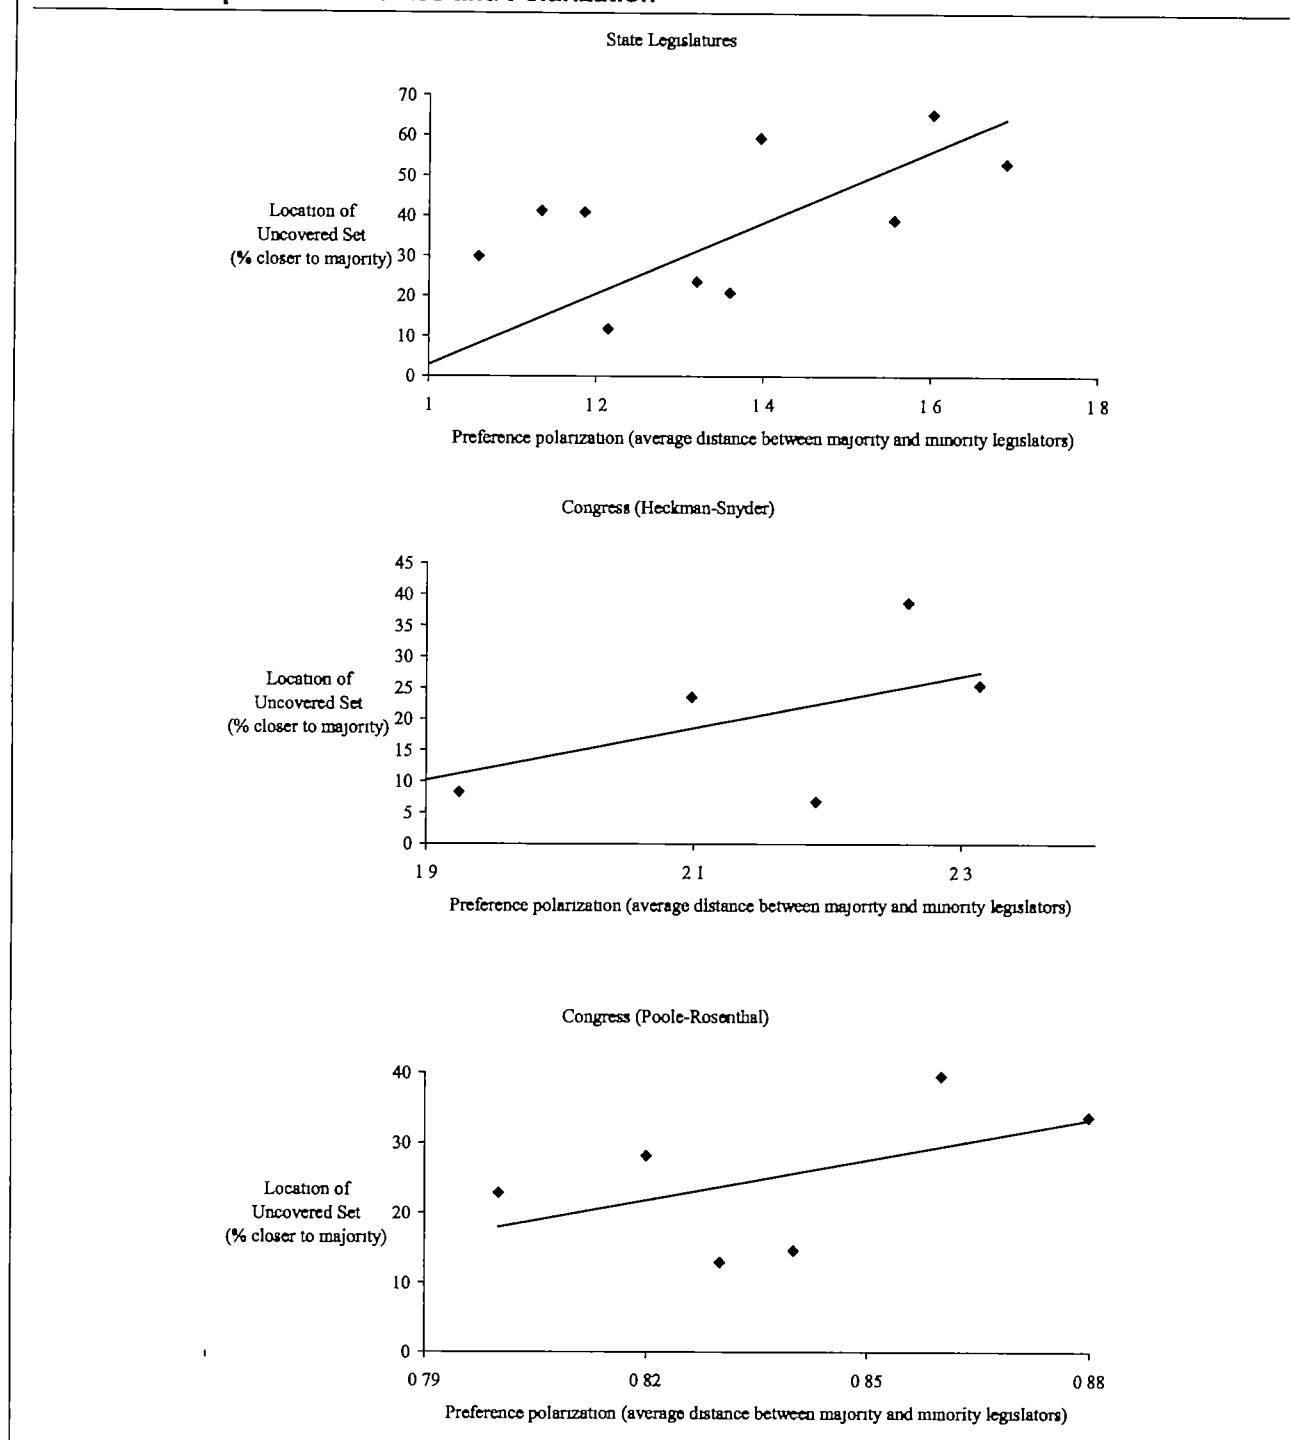 State Legislatures
70
60
50
40
30
20
10
0
Location of
Uncovered Set
(% closer to majority)
1 1 2 1 4 1 6 1 8
Preference polarization (average distance between majority and minority legislators)
Congress (Heckman-Snyder)
45
40
35
30
25
20
15
10
5
0
Location of
Uncovered Set
(% closer to majority)
1 9 2 1 2 3
Preference polarization (average distance between majority and minority legislators)
Congress (Poole-Rosenthal)
40
30
20
10
0
Location of
Uncovered Set
(% closer to majority)
0 79 0 82 0 85 0 88
Preference polarization (average distance between majority and minority legislators)